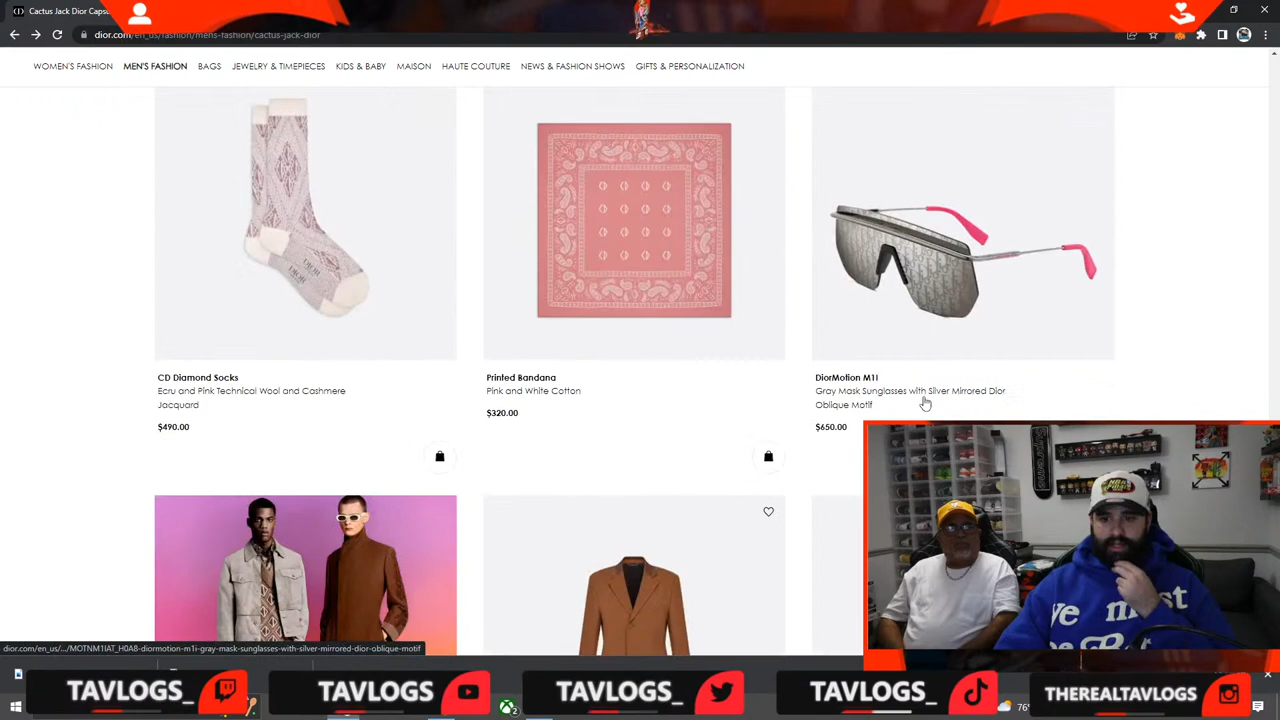 Cactus Jack Dior Caps
dior.com/en_us/fashion/mens-fashion/cactus-jack-dior
WOMEN'S FASHION MEN'S FASHION BAGS JEWELRY & TIMEPIECES KIDS & BABY MAISON HAUTE COUTURE NEWS & FASHION SHOWS GIFTS & PERSONALIZATION
CD Diamond Socks
Ecru and Pink Technical Wool and Cashmere
Jacquard
$490.00
Printed Bandana
Pink and White Cotton
$320.00
DiorMotion M1I
Gray Mask Sunglasses with Silver Mirrored Dior
Oblique Motif
$650.00
dior.com/en_us/.../MOTNM1IAT_H0A8-diormotion-m1i-gray-mask-sunglasses-with-silver-mirrored-dior-oblique-motif
TAVLOGS_ TAVLOGS TAVLOGS_ TAVLOGS_ THEREALTAVLOGS
2
76°